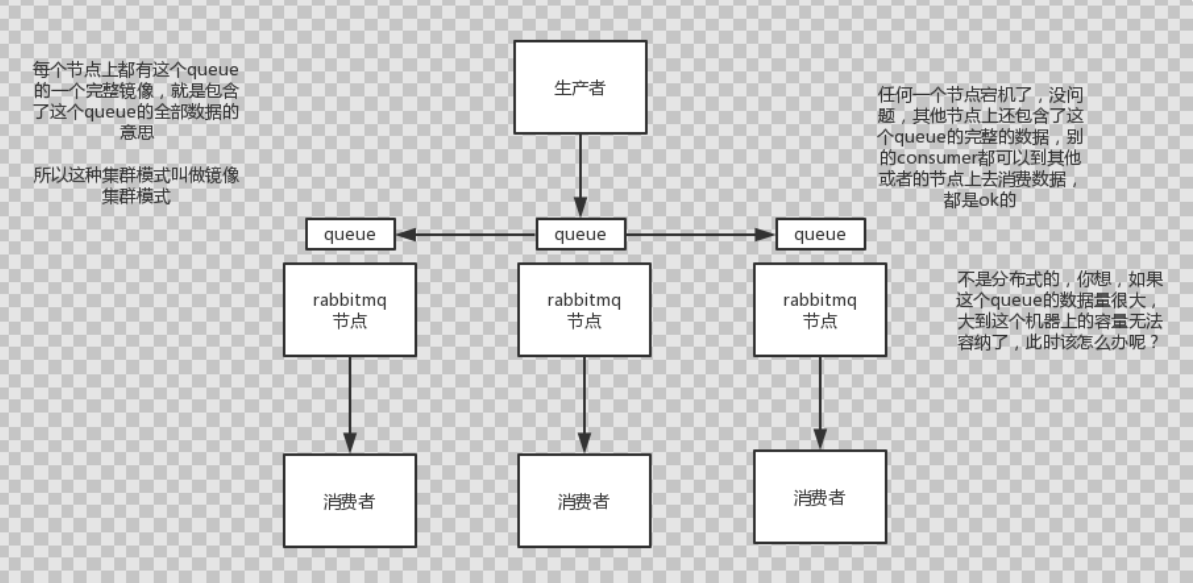 每个节点上都有这个queue
的一个完整镜像，就是包含
了这个queue的全部数据的
意思
所以这种集群模式叫做镜像
集群模式
生产者
任何一个节点宕机了，没问
题，其他节点上还包含了这
个queue的完整的数据，别
的consumer都可以到其他
或者的节点上去消费数据，
都是ok的
queue
queue
queue
rabbitmq
节点
rabbitmq
节点
rabbitmq
节点
不是分布式的，你想，如果
这个queue的数据量很大，
大到这个机器上的容量无法
容纳了，此时该怎么办呢？
消费者
消费者
消费者